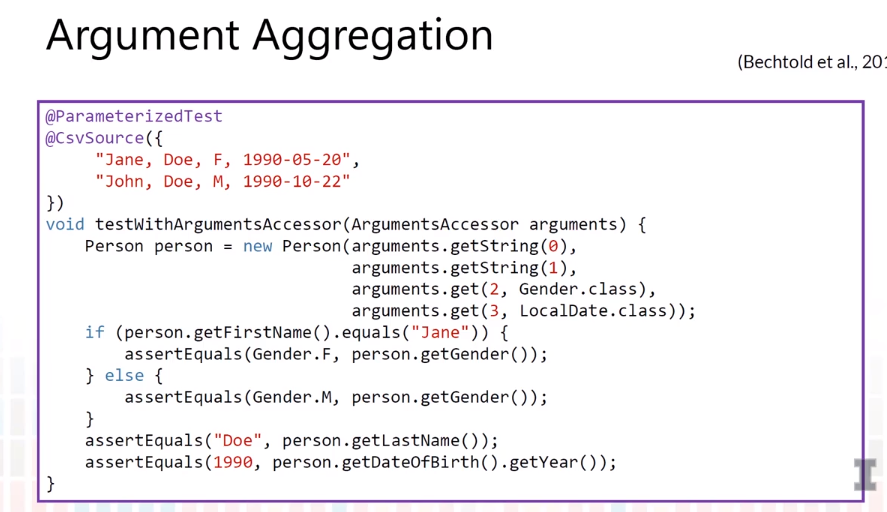 Argument Aggregation
(Bechtold et al.,
@ParameterizedTest
@CsvSource({
"Jane, Doe, F, 1990-05-20",
"John, Doe, M, 1990-10-22"
})
void testWithArgumentsAccessor(ArgumentsAccessor arguments) {
Person person = new Person(arguments.getString(0),
arguments.getString(1),
arguments.get(2, Gender.class),
arguments.get(3, LocalDate.class));
if (person.getFirstName().equals("Jane")) {
assertEquals(Gender.F, person.getGender());
} else {
assertEquals(Gender.M, person.getGender());
}
assertEquals("Doe", person.getLastName());
assertEquals(1990, person.getDateOfBirth().getYear());
}